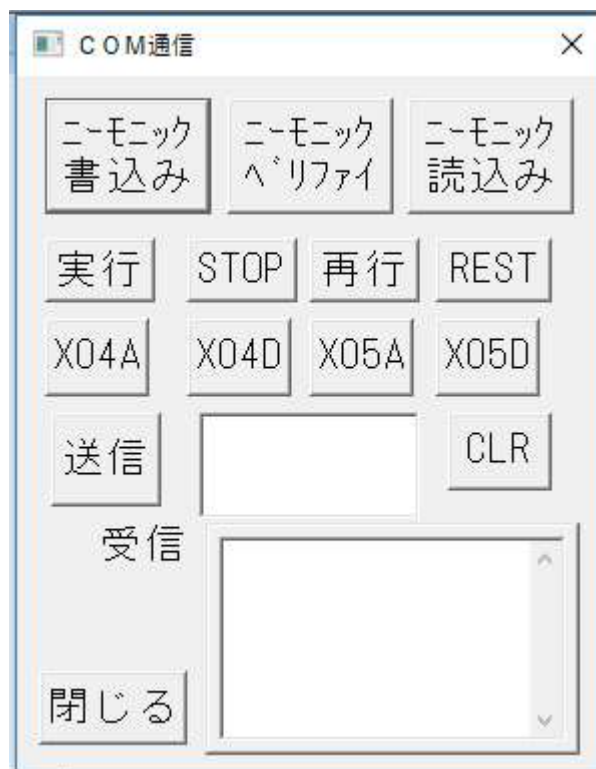 ＣＯＭ通信
ﾆｰﾓﾆｯｸ ﾆｰﾓﾆｯｸ ﾆｰﾓﾆｯｸ
書込み ﾍﾞﾘﾌｧｲ 読込み
実行 STOP 再行 REST
X04A X04D X05A X05D
送信 CLR
受信
閉じる